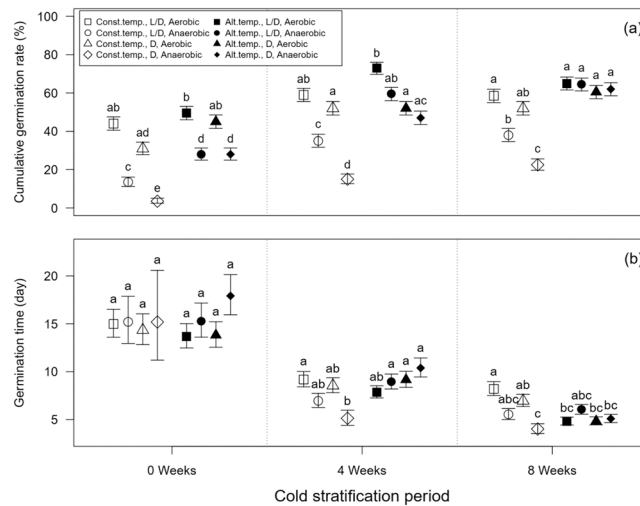 Const.temp., L/D, Aerobic
Const.temp., L/D, Anaerobic
Const.temp., D, Aerobic
Const.temp., D, Anaerobic
Alt.temp., L/D, Aerobic
Alt.temp., L/D, Anaerobic
Alt.temp., D, Aerobic
Alt.temp., D, Anaerobic
(a)
Cumulative germination rate (%)
100
80
60
40
20
0
ab
c
ad
e
b
d
ab
d
ab
c
a
d
b
ab
a
ac
a
b
ab
c
a
a
a
a
(b)
Germination time (day)
20
15
10
5
a
a
a
a
a
a
a
a
a
ab
ab
b
a
a
a
a
a
abc
ab
c
bc
abc
bc
bc
0 Weeks
4 Weeks
8 Weeks
Cold stratification period